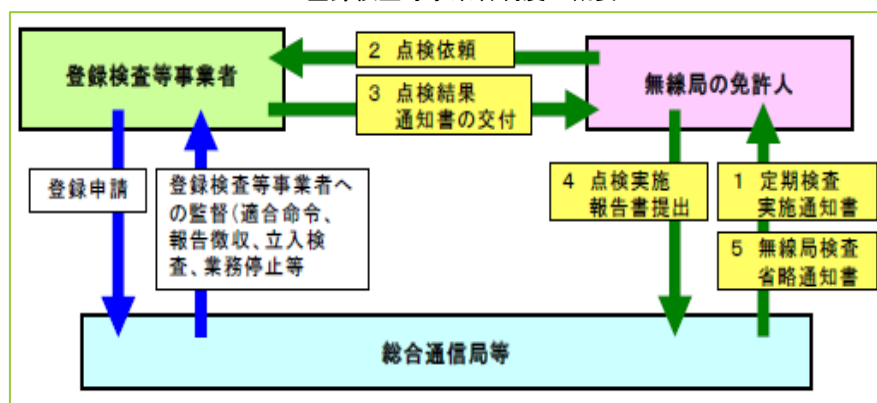 2 点検依頼
登録検査等事業者
無線局の免許人
3 点検結果
通知書の交付
登録申請
登録検査等事業者へ
の監督(適合命令、
報告徴収、立入検
査、業務停止等
4 点検実施
報告書提出
1 定期検査
実施通知書
5 無線局検査
省略通知書
総合通信局等